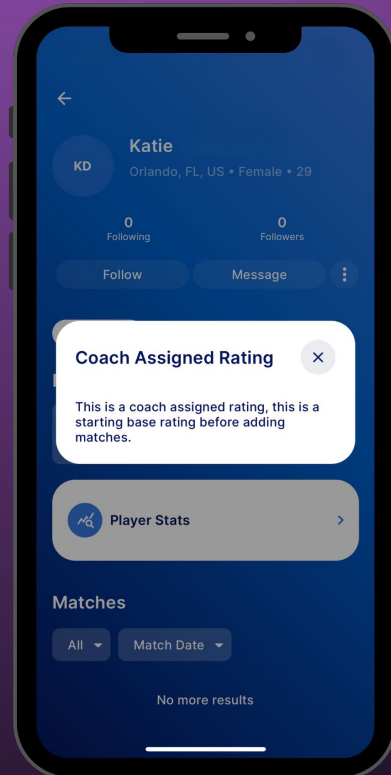 Katie
KD
Orlando, FL, US • Female • 29
0
Following
0
Followers
Follow
Message
Coach Assigned Rating
This is a coach assigned rating, this is a
starting base rating before adding
matches.
Player Stats
Matches
All
Match Date
No more results